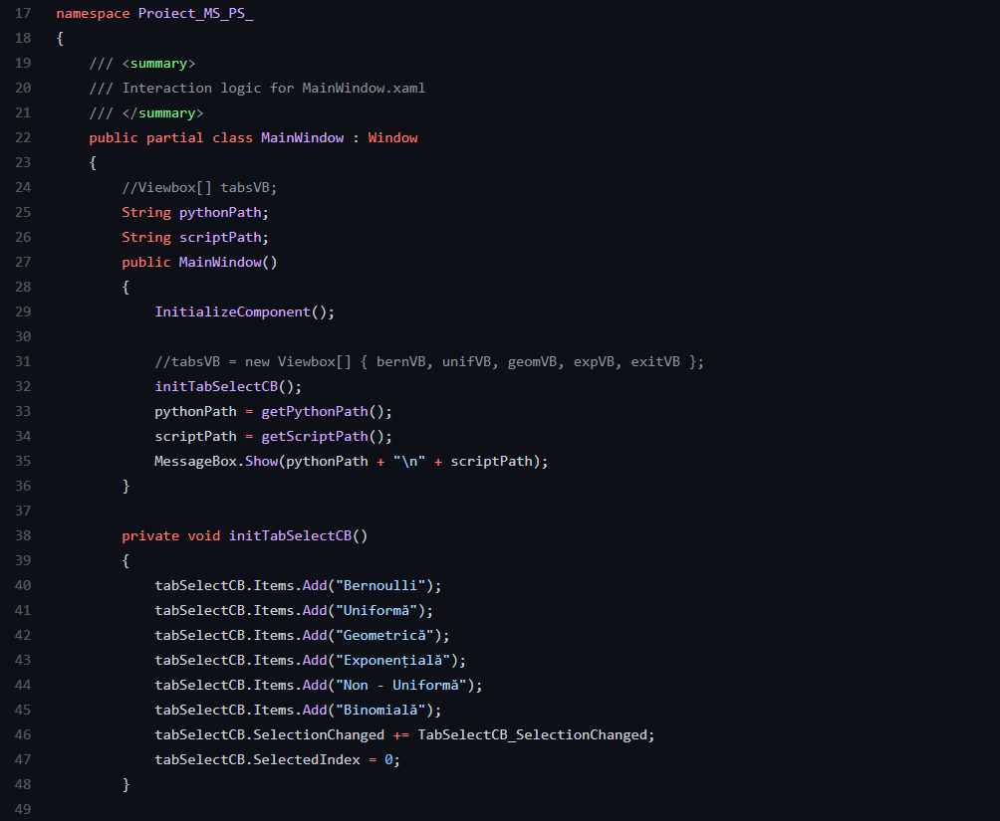 17 namespace Proiect_MS_PS_
18 {
19 /// <summary>
20 /// Interaction logic for MainWindow.xaml
21 /// </summary>
22 public partial class MainWindow : Window
23 {
24 //Viewbox[] tabsVB;
25 String pythonPath;
26 String scriptPath;
27 public MainWindow()
28 {
29 InitializeComponent();
30
31 //tabsVB = new Viewbox[] { bernVB, unifVB, geomVB, expVB, exitVB };
32 initTabSelectCB();
33 pythonPath = getPythonPath();
34 scriptPath = getScriptPath();
35 MessageBox.Show(pythonPath + "\n" + scriptPath);
36 }
37
38 private void initTabSelectCB()
39 {
40 tabSelectCB.Items.Add("Bernoulli");
41 tabSelectCB.Items.Add("Uniformă");
42 tabSelectCB.Items.Add("Geometrică");
43 tabSelectCB.Items.Add("Exponențială");
44 tabSelectCB.Items.Add("Non - Uniformă");
45 tabSelectCB.Items.Add("Binomială");
46 tabSelectCB.SelectionChanged += TabSelectCB_SelectionChanged;
47 tabSelectCB.SelectedIndex = 0;
48 }
49